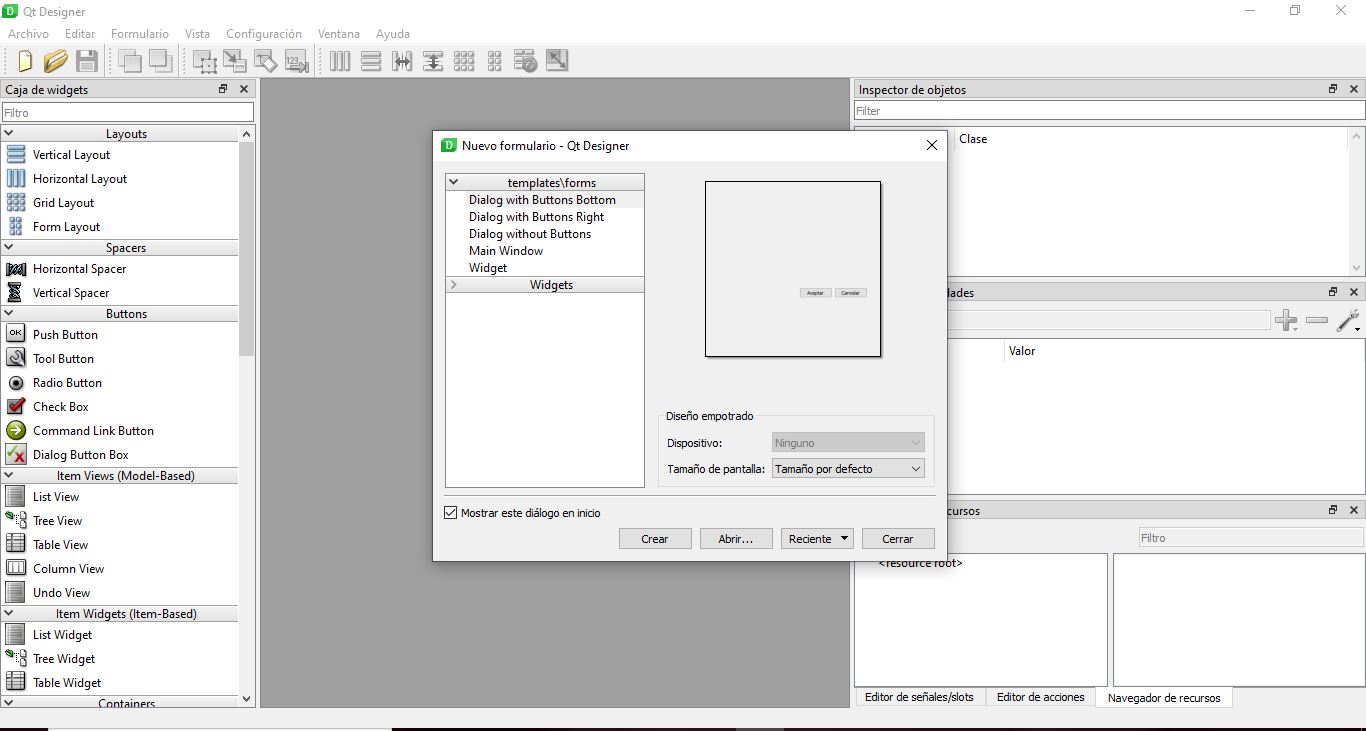 Qt Designer
Archivo Editar Formulario Vista Configuración Ventana Ayuda
Caja de widgets
Filtro
Layouts
Vertical Layout
Horizontal Layout
Grid Layout
Form Layout
Spacers
Horizontal Spacer
Vertical Spacer
Buttons
OK Push Button
Tool Button
Radio Button
Check Box
Command Link Button
Dialog Button Box
Item Views (Model-Based)
List View
Tree View
Table View
Column View
Undo View
Item Widgets (Item-Based)
List Widget
Tree Widget
Table Widget
Containers
Nuevo formulario - Qt Designer
templates\forms
Dialog with Buttons Bottom
Dialog with Buttons Right
Dialog without Buttons
Main Window
Widget
Widgets
Aceptar Cancelar
Diseño empotrado
Dispositivo: Ninguno
Tamaño de pantalla: Tamaño por defecto
Mostrar este diálogo en inicio
Crear Abrir... Reciente Cerrar
Inspector de objetos
Filter
Clase
dades
Valor
cursos
Filtro
<resource root>
Editor de señales/slots Editor de acciones Navegador de recursos